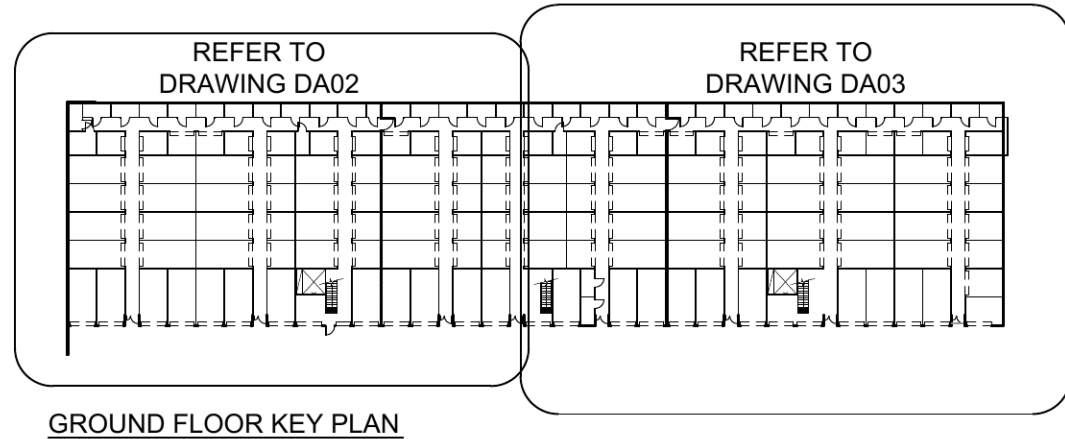 REFER TO
DRAWING DA02
REFER TO
DRAWING DA03
GROUND FLOOR KEY PLAN